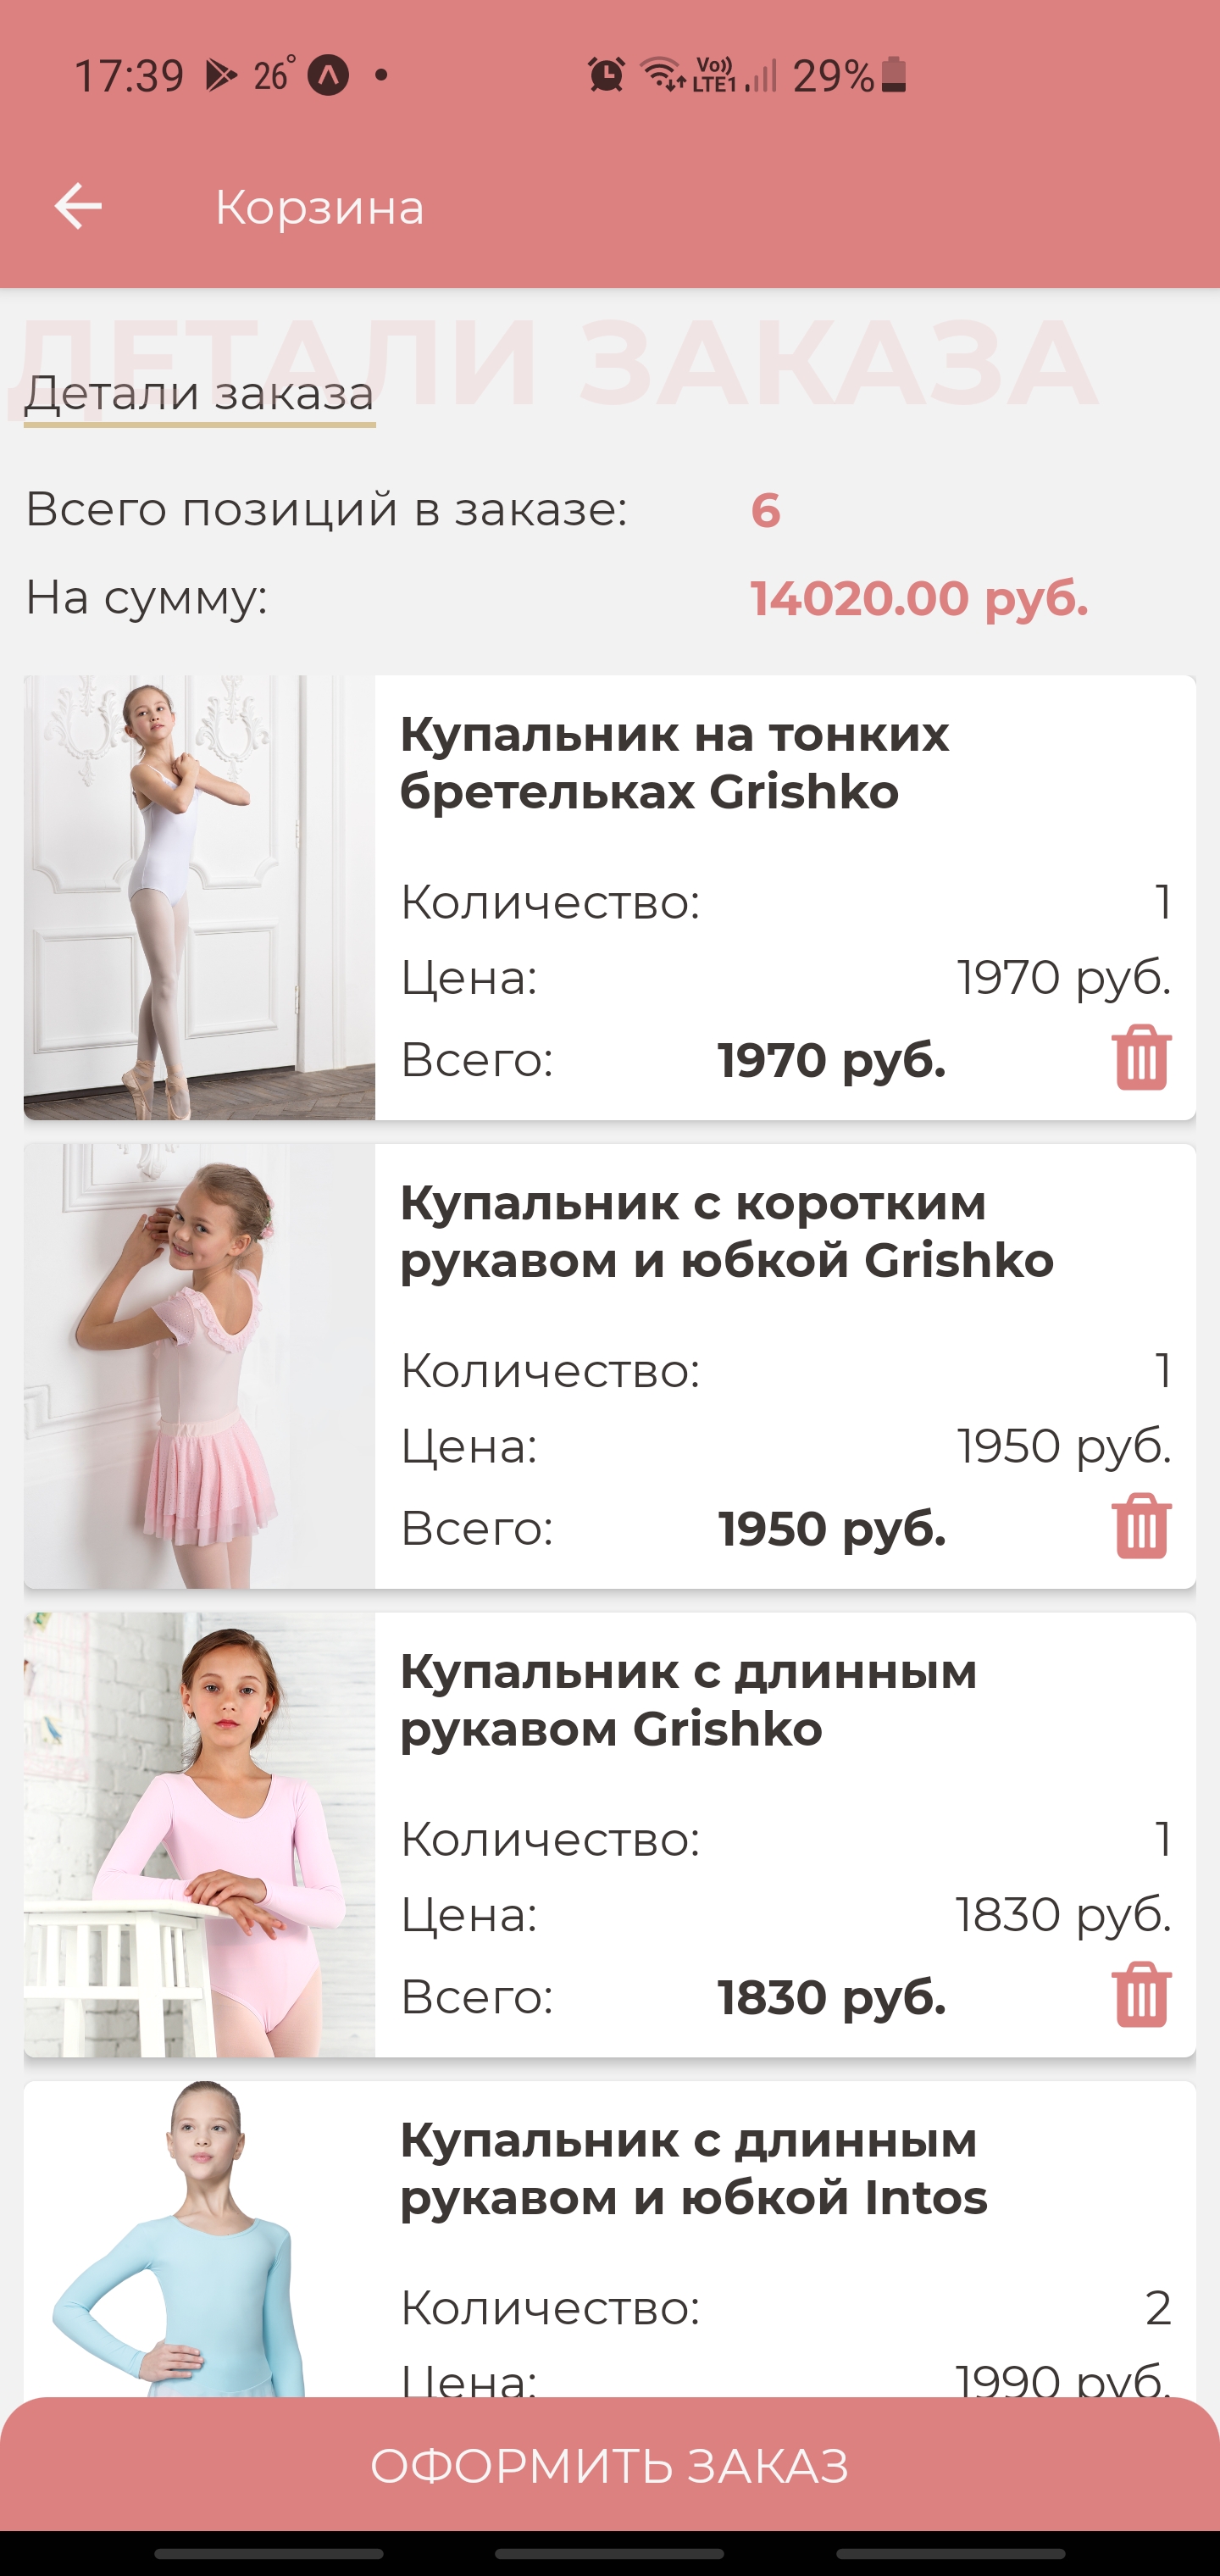 17:39 26° Vo)) LTE1 29%
Корзина
ДЕТАЛИ ЗАКАЗА
Детали заказа
Всего позиций в заказе: 6
На сумму: 14020.00 руб.
Купальник на тонких
бретельках Grishko
Количество: 1
Цена: 1970 руб.
Всего: 1970 руб.
Купальник с коротким
рукавом и юбкой Grishko
Количество: 1
Цена: 1950 руб.
Всего: 1950 руб.
Купальник с длинным
рукавом Grishko
Количество: 1
Цена: 1830 руб.
Всего: 1830 руб.
Купальник с длинным
рукавом и юбкой Intos
Количество: 2
Цена: 1990 руб.
ОФОРМИТЬ ЗАКАЗ